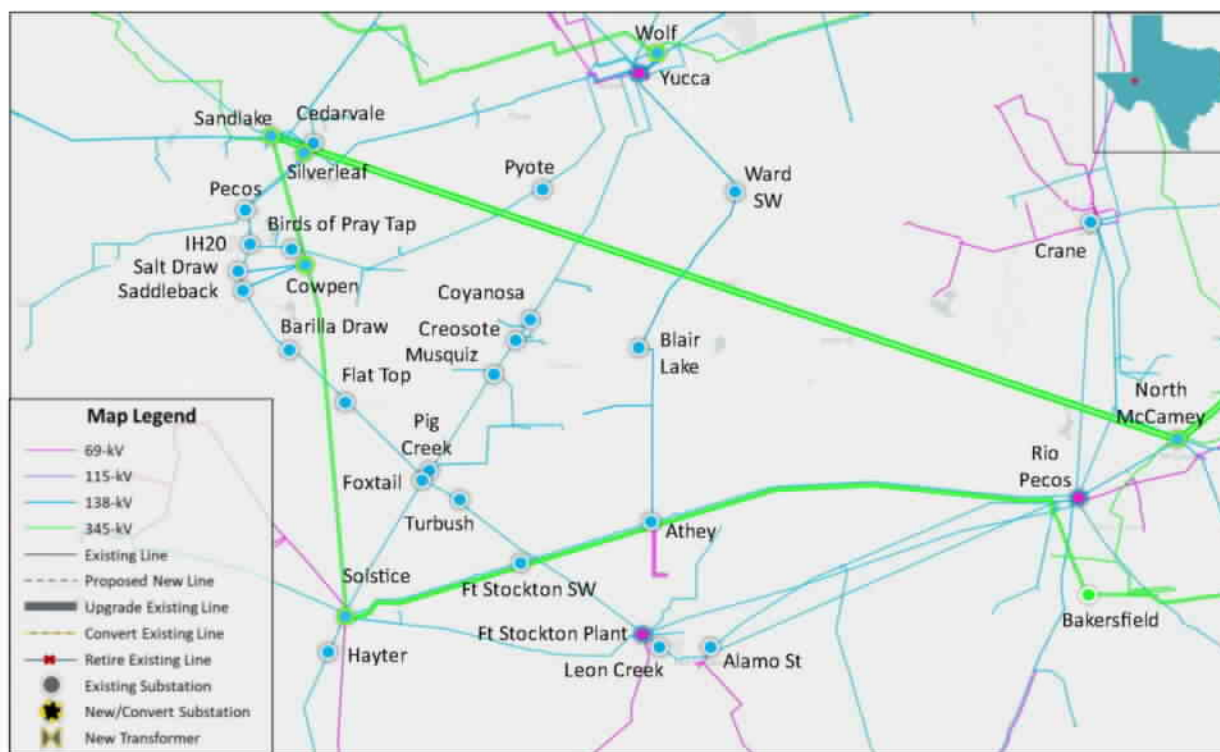 Wolf
Yucca
Sandlake
Cedarvale
Silverleaf
Pyote
Ward
SW
Pecos
Birds of Pray Tap
IH20
Salt Draw
Cowpen
Saddleback
Crane
Coyanosa
Creosote
Musquiz
Barilla Draw
Blair
Lake
Flat Top
North
McCamey
Pig
Creek
Rio
Pecos
Foxtail
Turbush
Athey
Solstice
Ft Stockton SW
Bakersfield
Ft Stockton Plant
Hayter
Leon Creek
Alamo St
Map Legend
69-kV
115-kV
138-kV
345-kV
Existing Line
Proposed New Line
Upgrade Existing Line
Convert Existing Line
Retire Existing Line
Existing Substation
New/Convert Substation
New Transformer